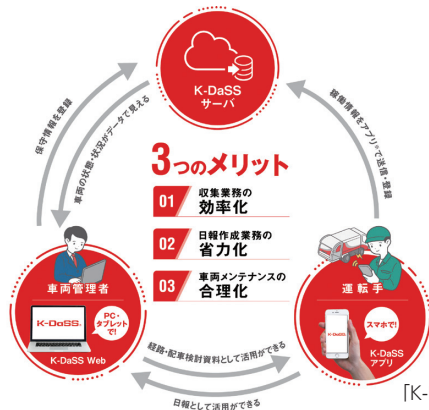 K-DaSS
サーバ
保守情報を登録
車両の状態・状況がデータで見える
稼働情報をアプリ®で送信・登録
3つのメリット
01 収集業務の
効率化
02 日報作成業務の
省力化
03 車両メンテナンスの
合理化
車両管理者
K-DaSS
PC・
タブレット
で!
K-DaSS Web
運転手
K-DaSS
スマホで!
K-DaSS
アプリ
経路・配車検討資料として活用ができる
日報として活用ができる
「K-